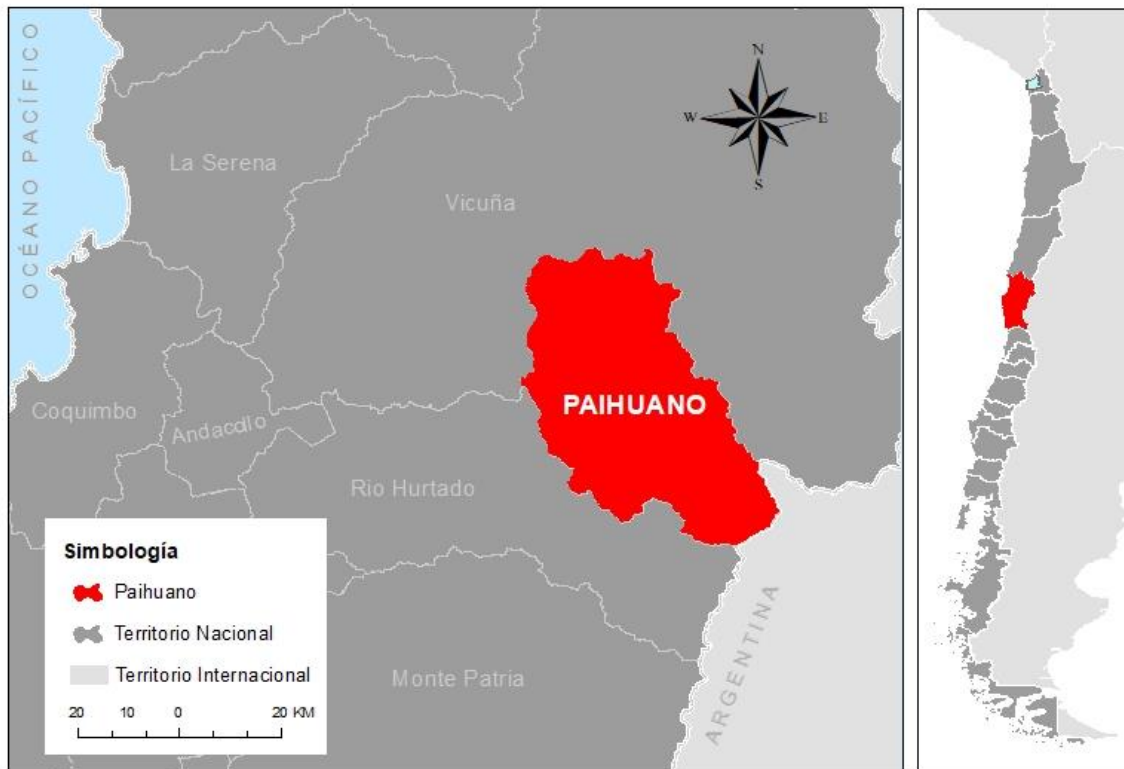 OCÉANO PACÍFICO
La Serena
Vicuña
N
W
E
S
Coquimbo
Andacollo
PAIHUANO
Rio Hurtado
Monte Patria
ARGENTINA
Simbología
Paihuano
Territorio Nacional
Territorio Internacional
20 10 0 20 KM